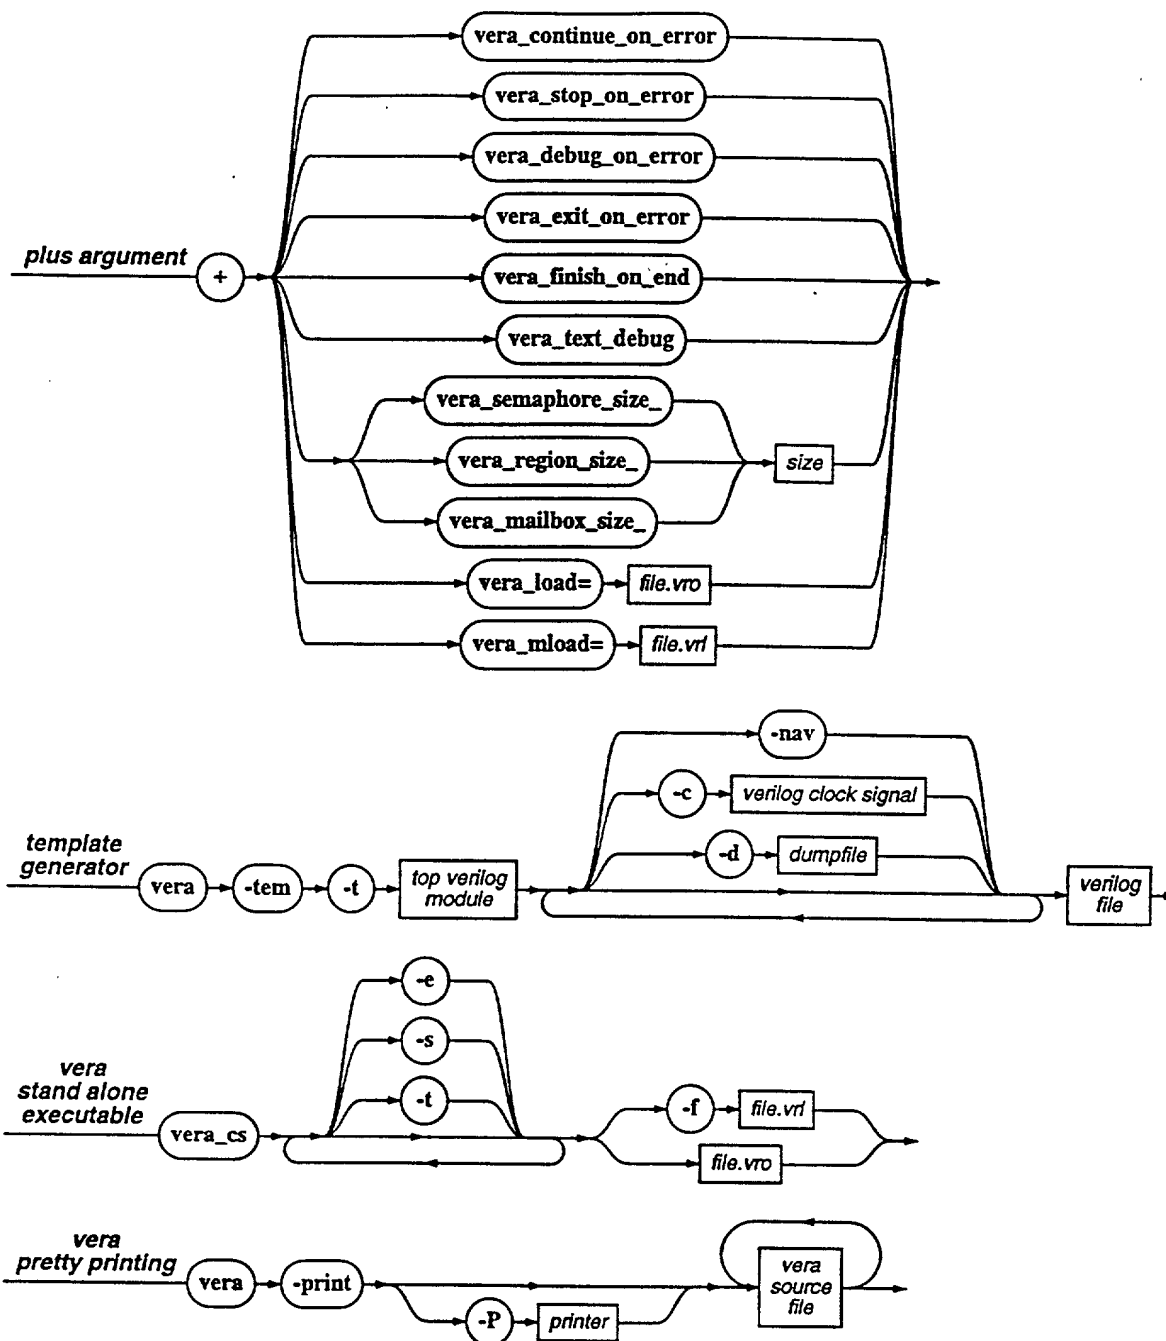 vera_continue_on_error
vera_stop_on_error
vera_debug_on_error
vera_exit_on_error
plus argument + vera_finish_on_end
vera_text_debug
vera_semaphore_size_
vera_region_size_ size
vera_mailbox_size_
vera_load= file.vro
vera_mload= file.vrl
-nav
-c verilog clock signal
-d dumpfile
template
generator
vera -tem -t top verilog
module
verilog
file
-e
-s
-t
vera
stand alone
executable
vera_cs
-f file.vrl
file.vro
vera
pretty printing
vera -print
-P printer
vera
source
file